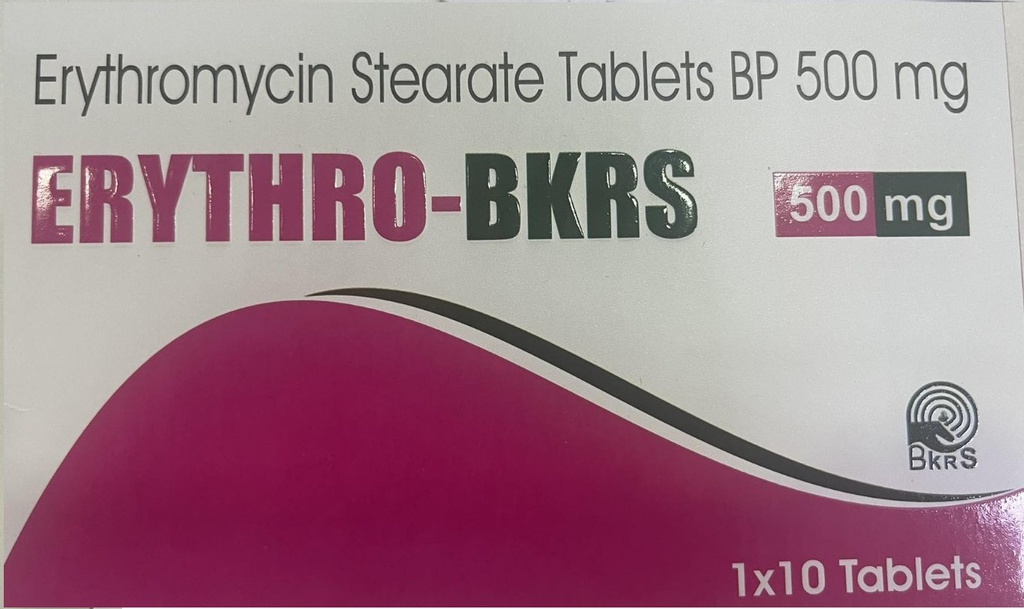 Erythromycin Stearate Tablets BP 500 mg
ERYTHRO-BKRS
500 mg
BKRS
1x10 Tablets